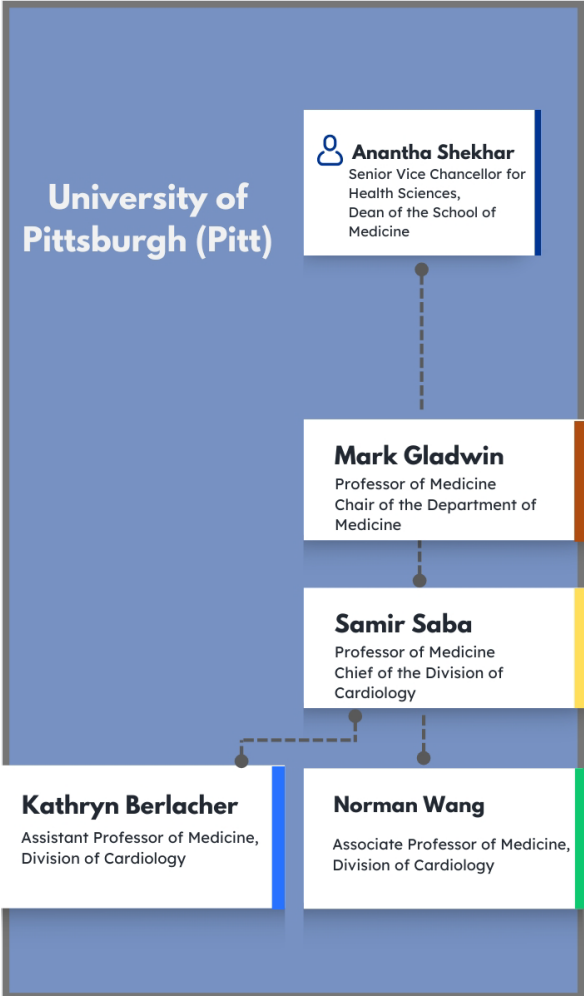 University of
Pittsburgh (Pitt)
Anantha Shekhar
Senior Vice Chancellor for
Health Sciences,
Dean of the School of
Medicine
Mark Gladwin
Professor of Medicine
Chair of the Department of
Medicine
Samir Saba
Professor of Medicine
Chief of the Division of
Cardiology
Kathryn Berlacher
Assistant Professor of Medicine,
Division of Cardiology
Norman Wang
Associate Professor of Medicine,
Division of Cardiology